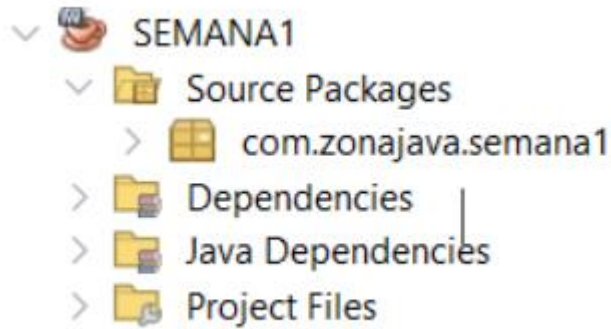 SEMANA1
Source Packages
com.zonajava.semana1
Dependencies
Java Dependencies
Project Files